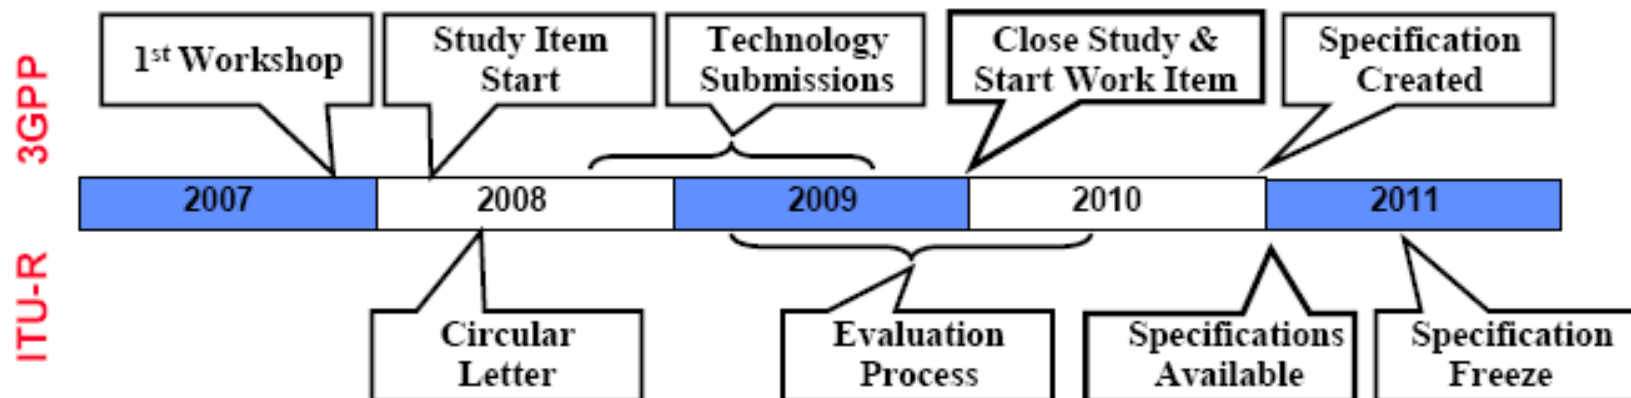 3GPP
1st Workshop
Study Item
Start
Technology
Submissions
Close Study &
Start Work Item
Specification
Created
2007
2008
2009
2010
2011
ITU-R
Circular
Letter
Evaluation
Process
Specifications
Available
Specification
Freeze